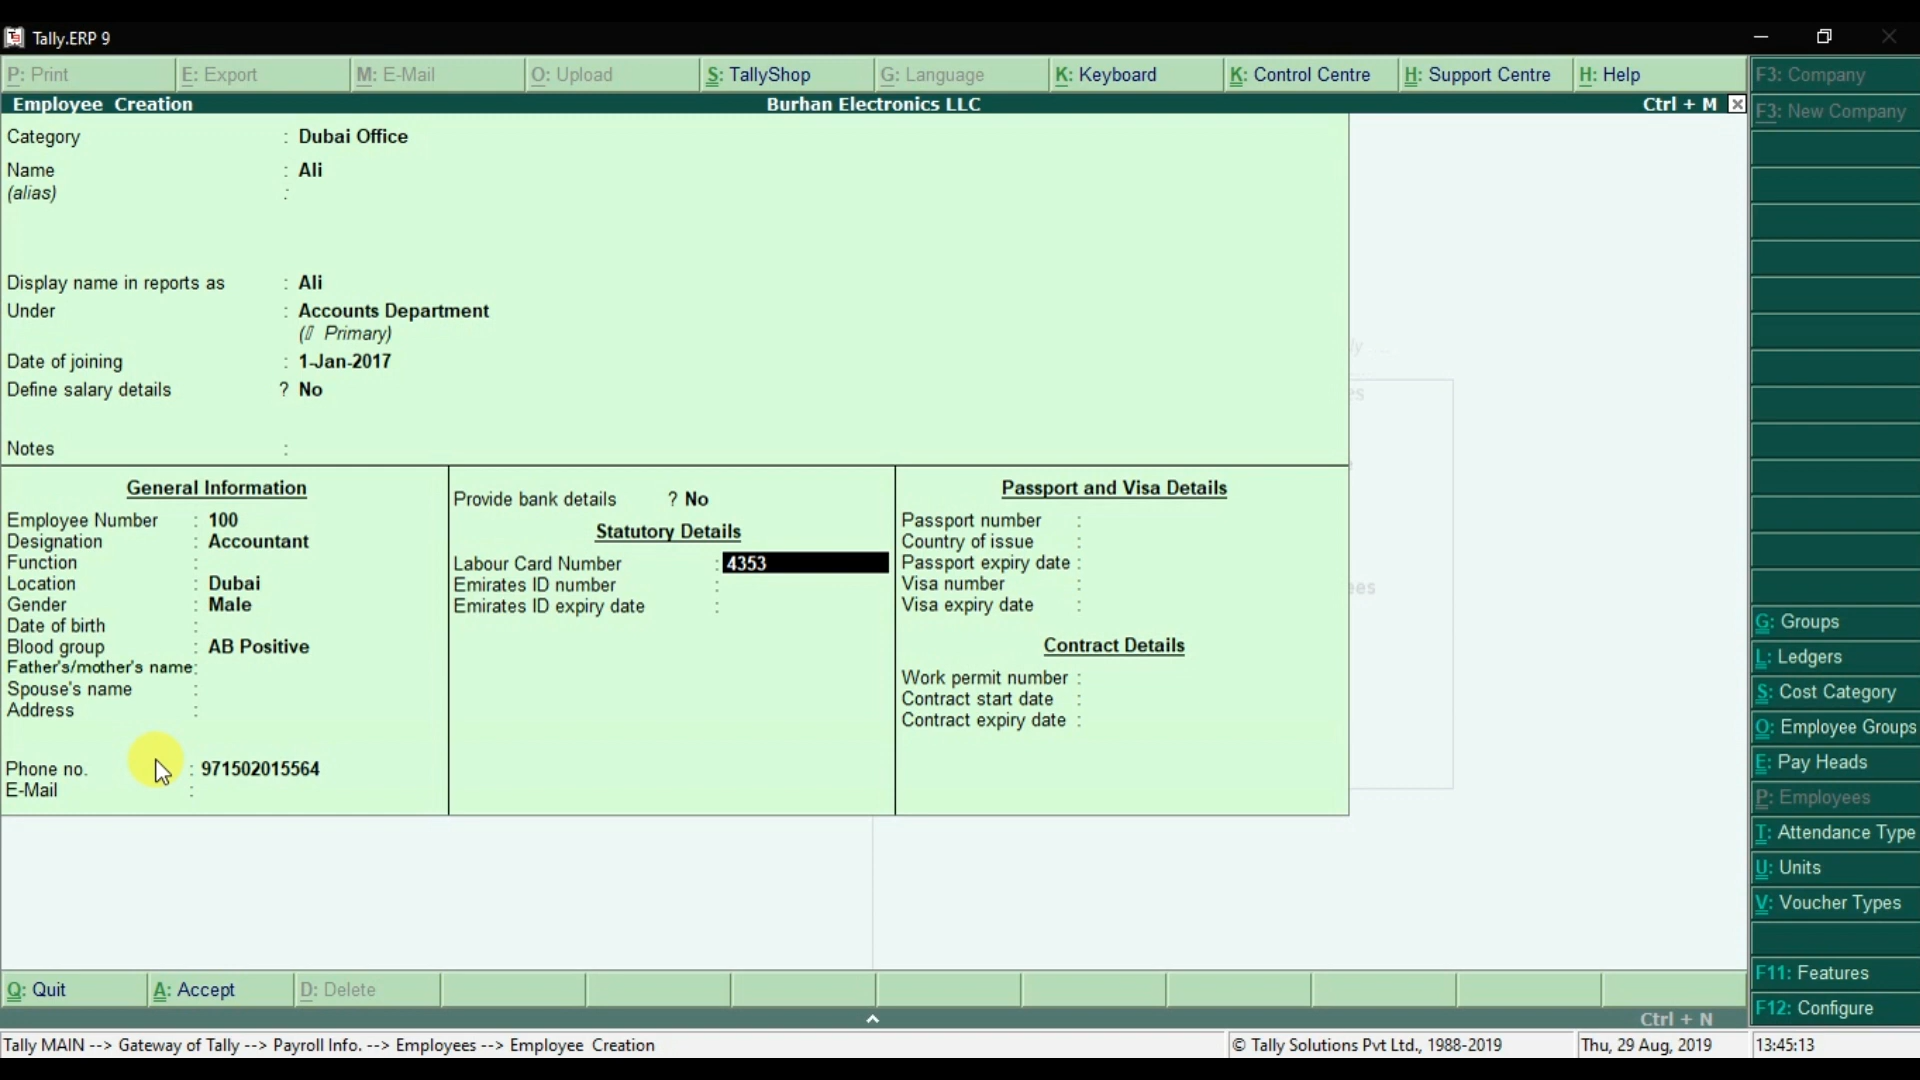 Tally.ERP 9
P: Print E: Export M: E-Mail O: Upload S: TallyShop G: Language K: Keyboard K: Control Centre H: Support Centre H: Help
F3: Company
F3: New Company
Employee Creation Burhan Electronics LLC Ctrl + M
Category : Dubai Office
Name : Ali
(alias) :
Display name in reports as : Ali
Under : Accounts Department
( Primary)
Date of joining : 1-Jan-2017
Define salary details ? No
Notes :
General Information
Employee Number : 100
Designation : Accountant
Function :
Location : Dubai
Gender : Male
Date of birth :
Blood group : AB Positive
Father's/mother's name:
Spouse's name :
Address :
Phone no. : 971502015564
E-Mail :
Provide bank details ? No
Statutory Details
Labour Card Number : 4353
Emirates ID number :
Emirates ID expiry date :
Passport and Visa Details
Passport number :
Country of issue :
Passport expiry date :
Visa number :
Visa expiry date :
Contract Details
Work permit number :
Contract start date :
Contract expiry date :
G: Groups
L: Ledgers
S: Cost Category
O: Employee Groups
E: Pay Heads
P: Employees
T: Attendance Type
U: Units
V: Voucher Types
F11: Features
F12: Configure
Q: Quit A: Accept D: Delete
Ctrl + N
Tally MAIN --> Gateway of Tally --> Payroll Info. --> Employees --> Employee Creation
© Tally Solutions Pvt Ltd., 1988-2019 Thu, 29 Aug, 2019 13:45:13